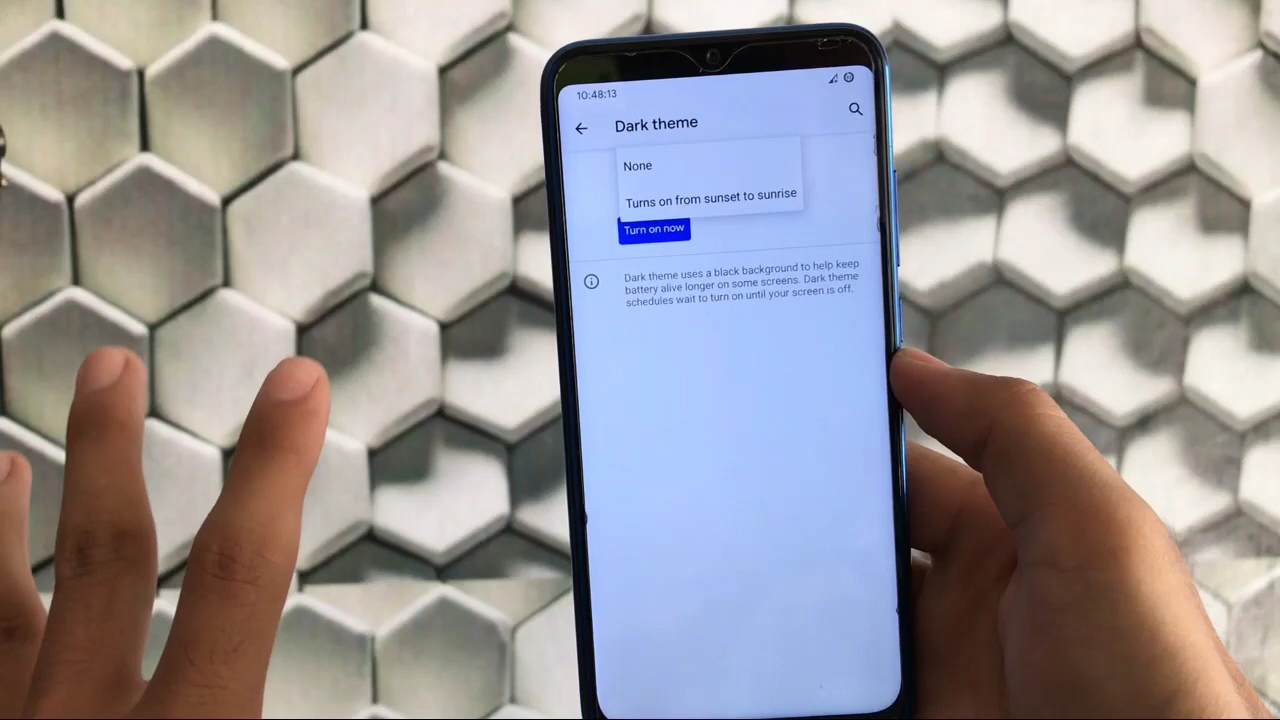 10:48:13
Dark theme
None
Turns on from sunset to sunrise
Turn on now
Dark theme uses a black background to help keep
battery alive longer on some screens. Dark theme
schedules wait to turn on until your screen is off.